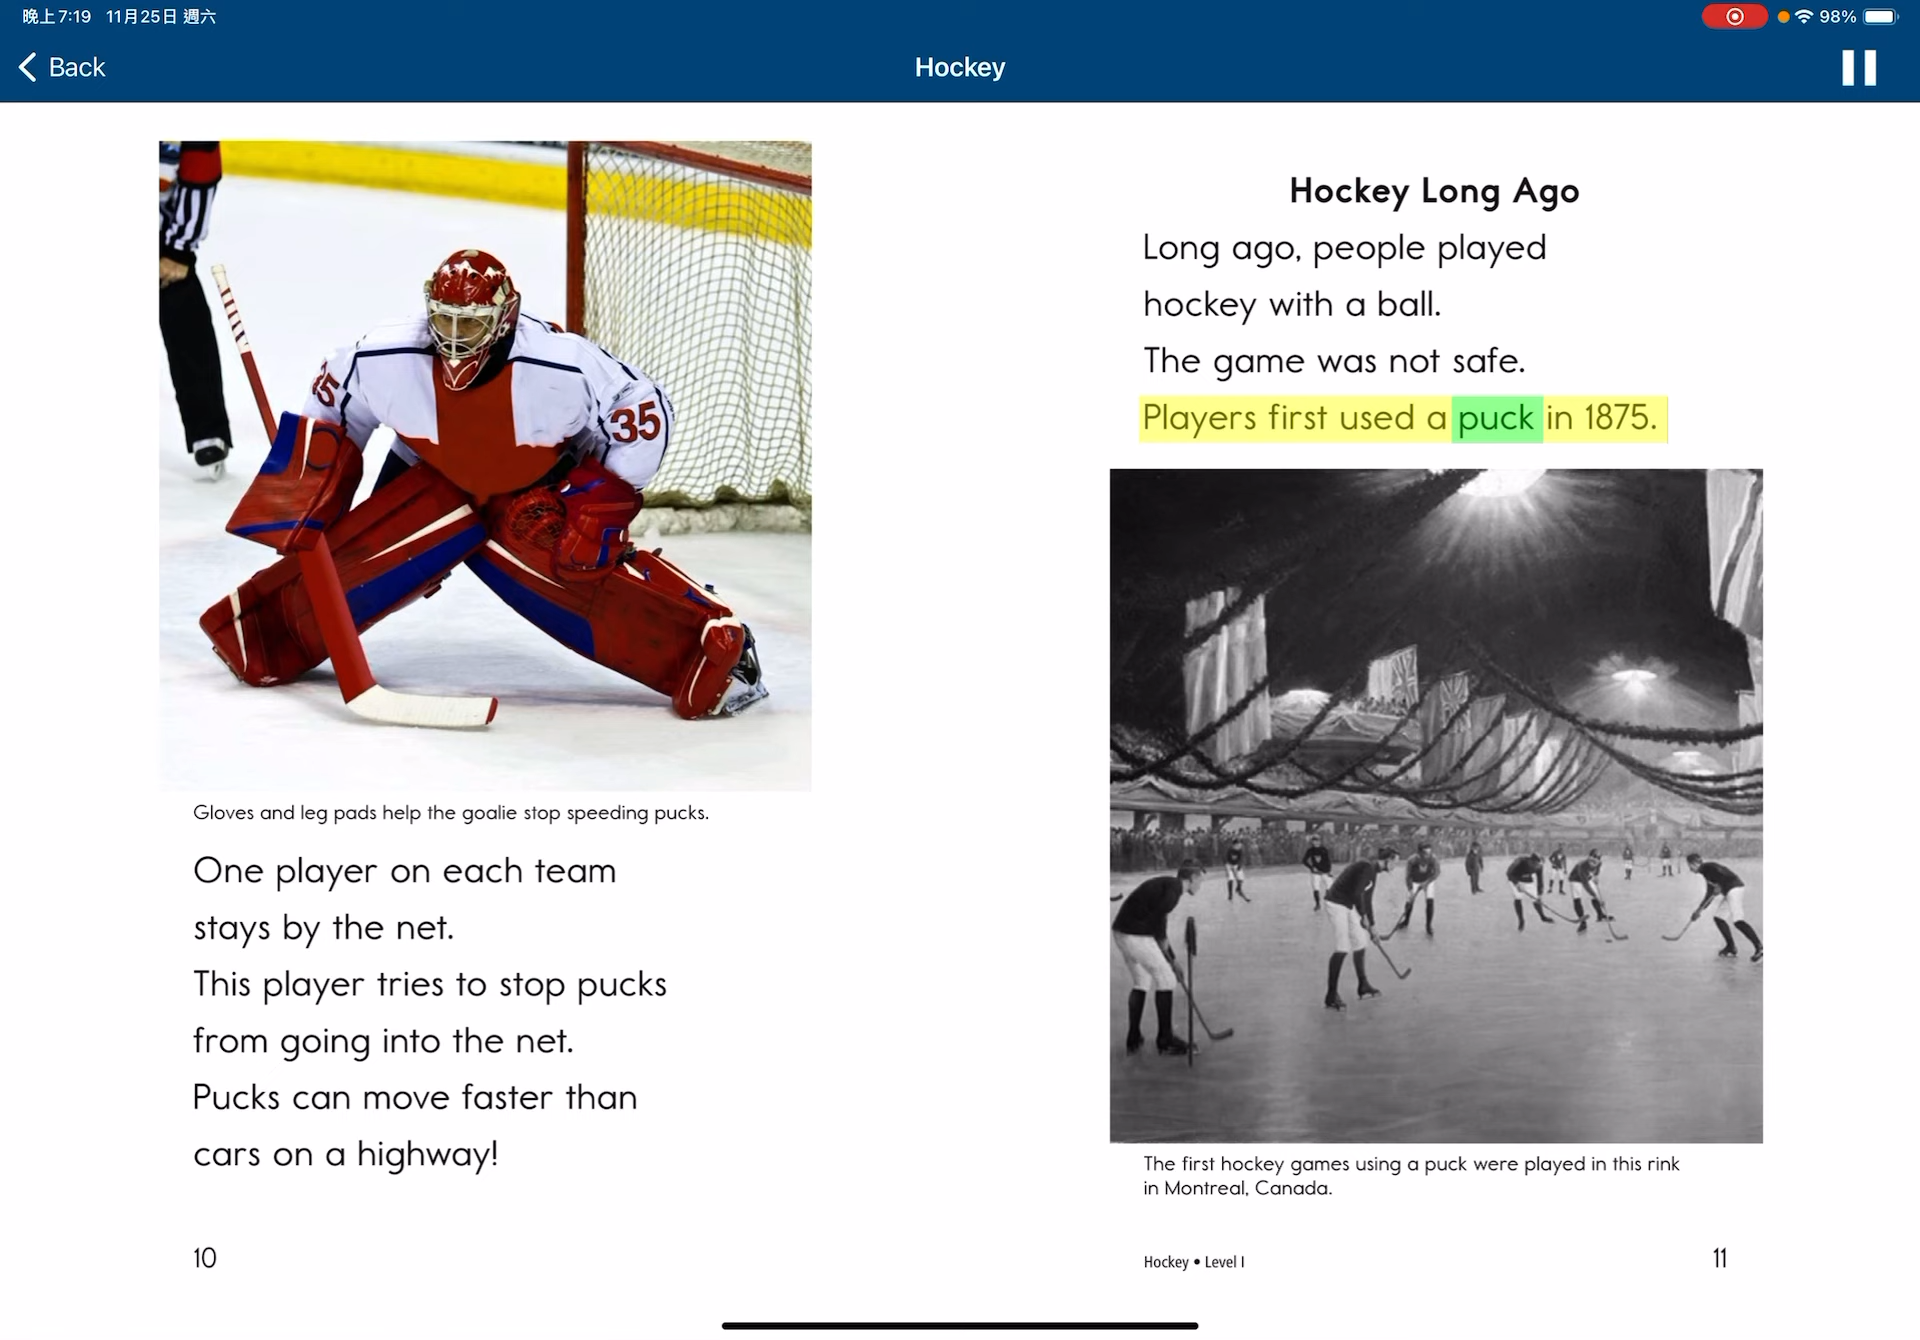 晚上7:19 11月25日 週六
98%
Back
Hockey
35
35
Gloves and leg pads help the goalie stop speeding pucks.
One player on each team
stays by the net.
This player tries to stop pucks
from going into the net.
Pucks can move faster than
cars on a highway!
10
Hockey Long Ago
Long ago, people played
hockey with a ball.
The game was not safe.
Players first used a puck in 1875.
The first hockey games using a puck were played in this rink
in Montreal, Canada.
Hockey • Level I
11